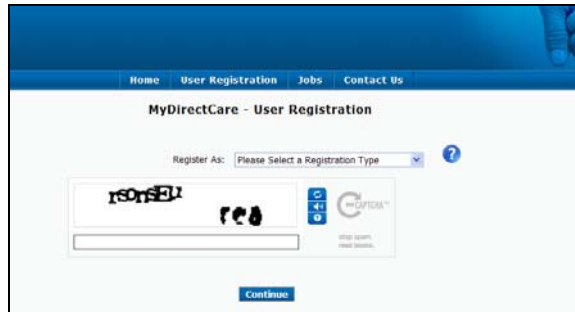 Home User Registration Jobs Contact Us
MyDirectCare - User Registration
Register As: Please Select a Registration Type
CAPTCHA™
stop spam.
read books.
Continue